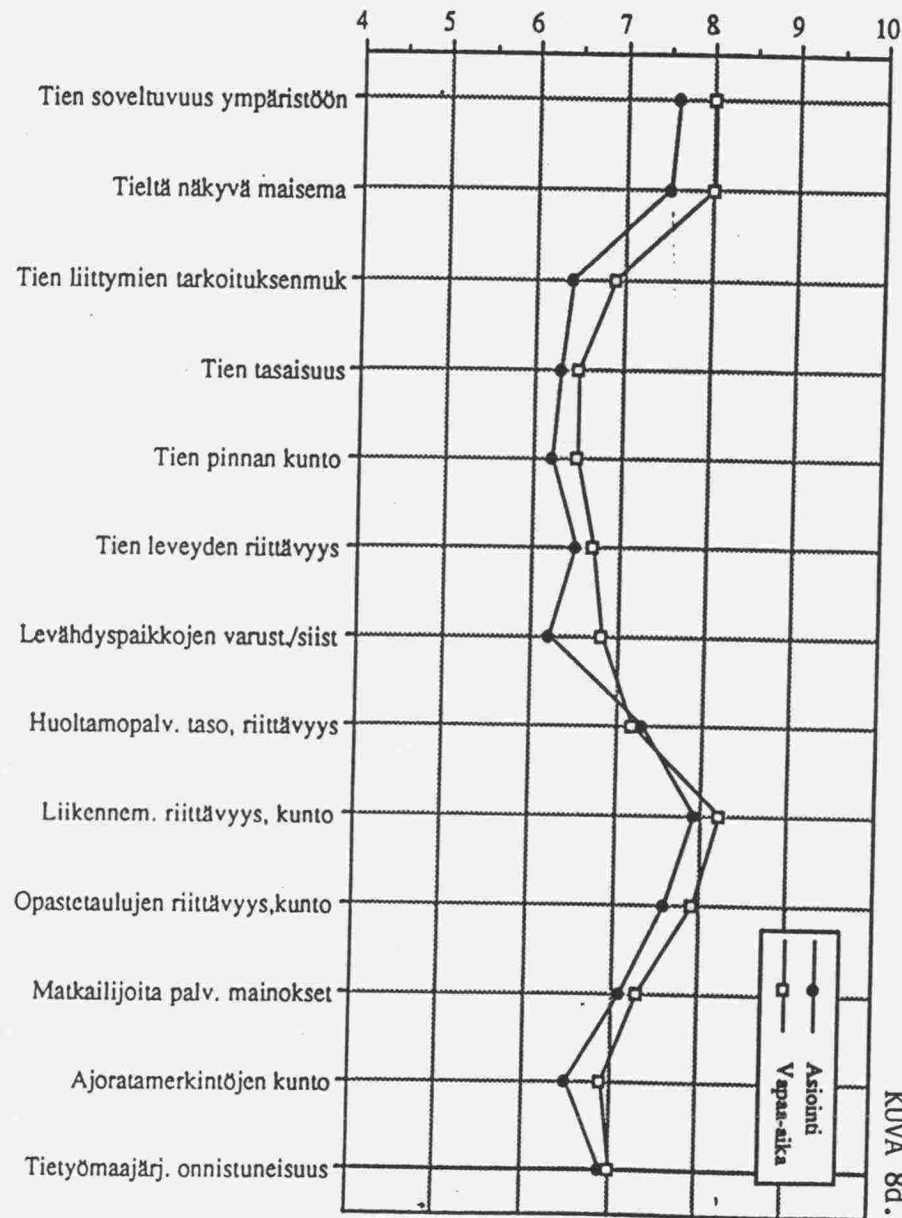 4 5 6 7 8 9 10
Tien soveltuvuus ympäristöön
Tieltä näkyvä maisema
Tien liittymien tarkoituksenmuk
Tien tasaisuus
Tien pinnan kunto
Tien leveyden riittävyys
Levähdyspaikkojen varust./siist
Huoltamopalv. taso, riittävyys
Liikennem. riittävyys, kunto
Opastetaulujen riittävyys,kunto
Matkailijoita palv. mainokset
Ajoratamerkintöjen kunto
Tietyömaajärj. onnistuneisuus
Asiointi
Vapaa-aika
KUVA 8d.